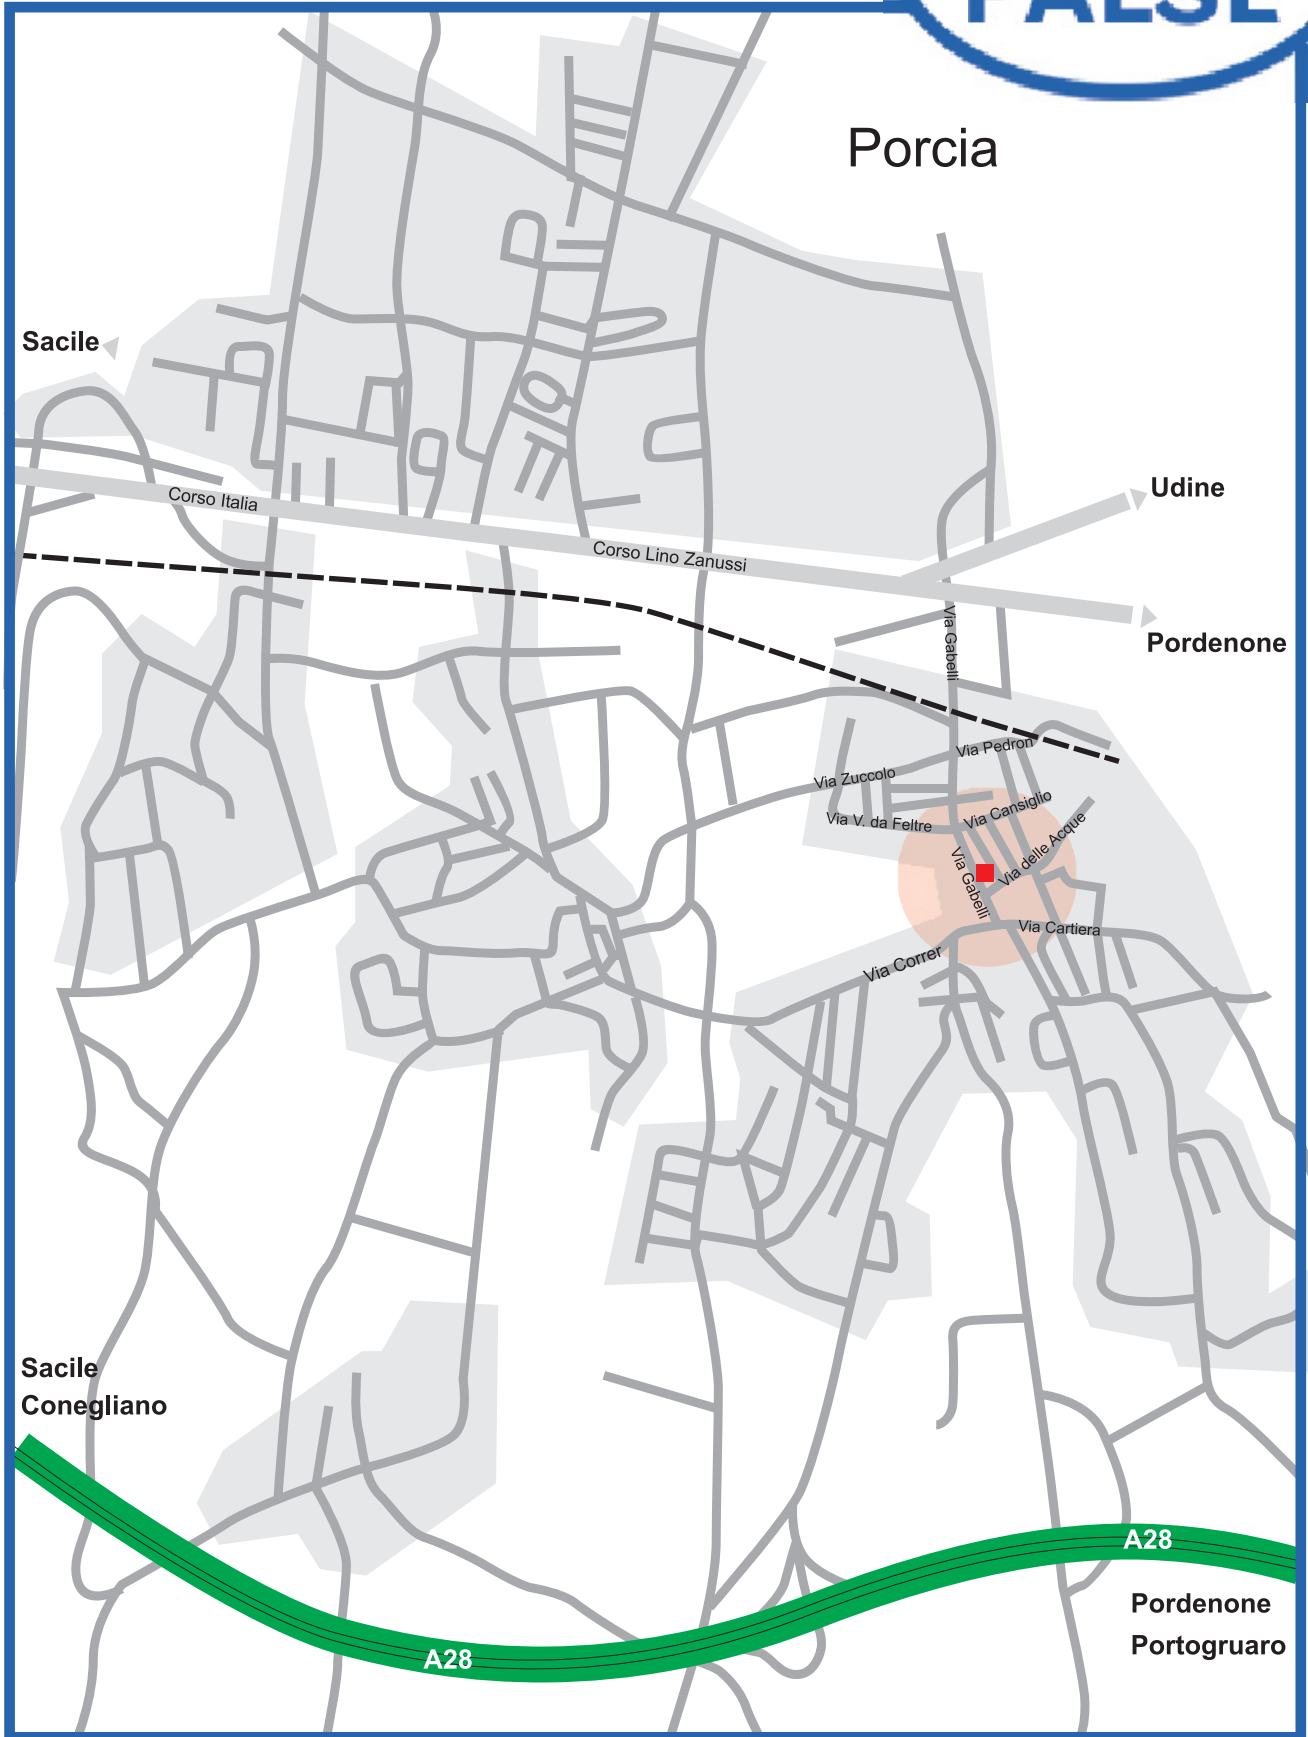 Porcia
Sacile
Udine
Corso Italia
Corso Lino Zanussi
Pordenone
Via Gabelli
Via Pedron
Via Zuccolo
Via Cansiglio
Via V. da Feltre
Via delle Acque
Via Gabelli
Via Cartiera
Via Correr
Sacile
Conegliano
A28
Pordenone
Portogruaro
A28